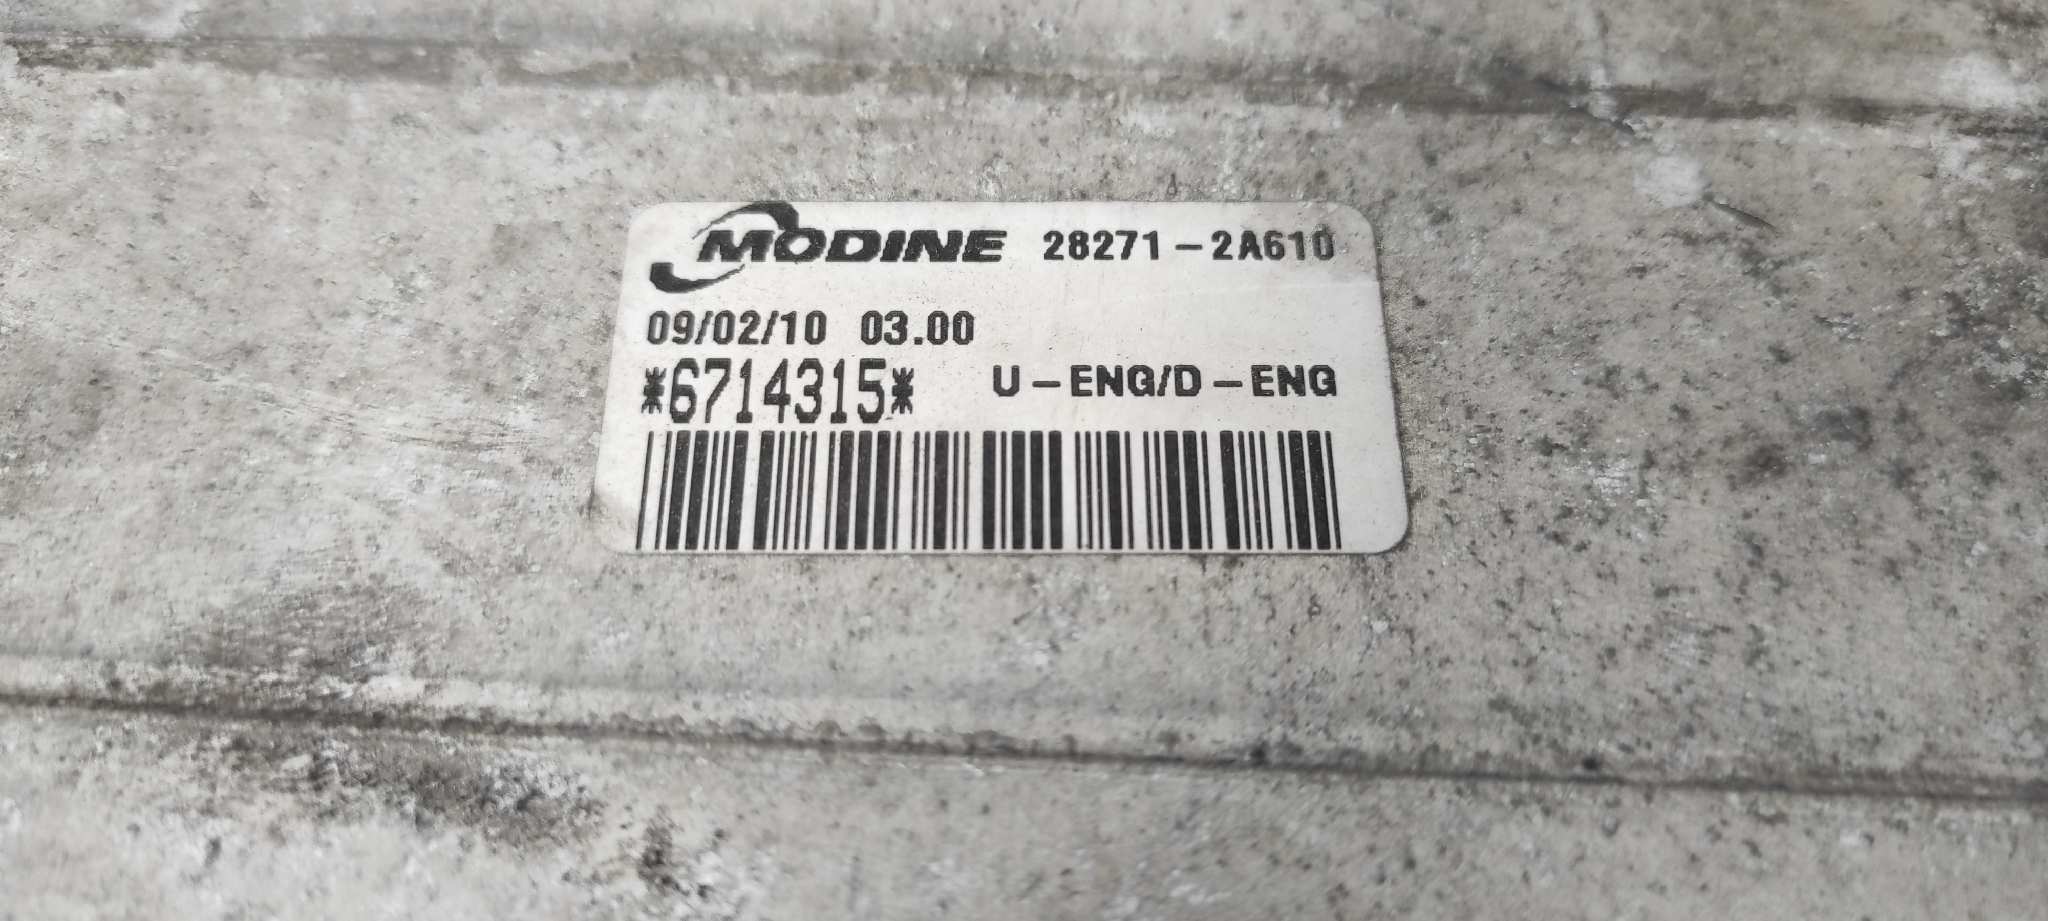 MODINE 28271-2A610
09/02/10 03.00
*6714315* U-ENG/D-ENG